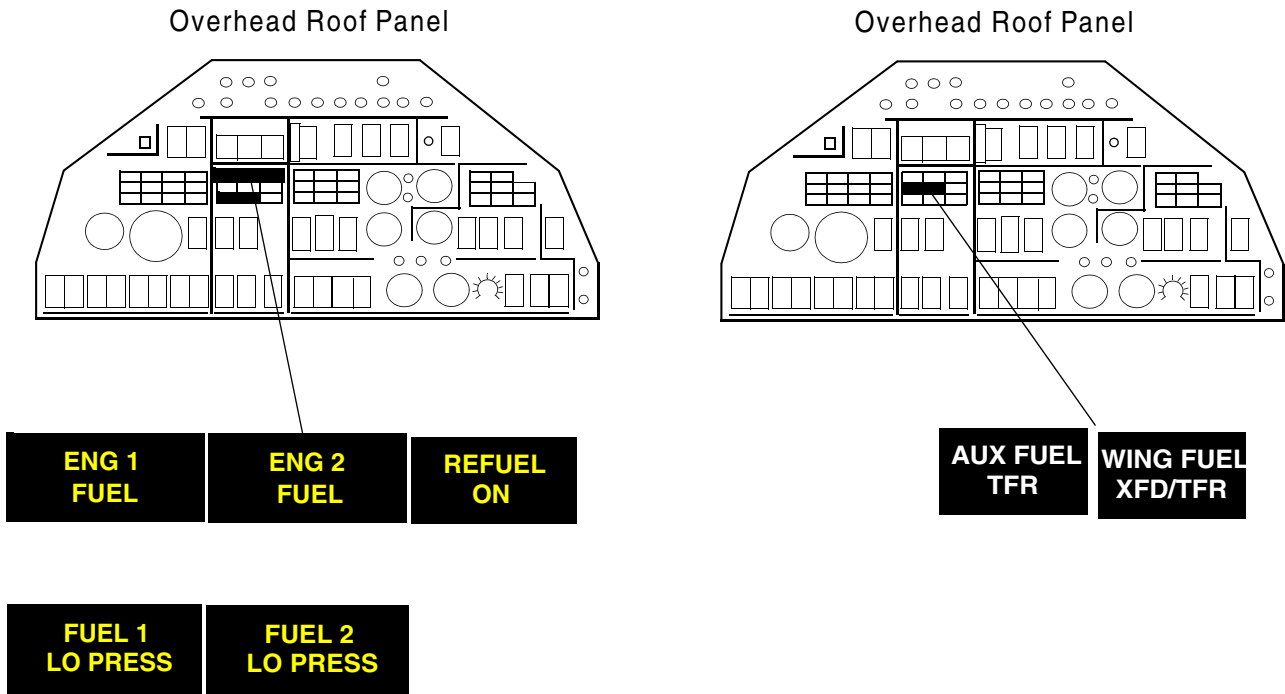 Overhead Roof Panel
Overhead Roof Panel
ENG 1
FUEL
ENG 2
FUEL
REFUEL
ON
AUX FUEL
TFR
WING FUEL
XFD/TFR
FUEL 1
LO PRESS
FUEL 2
LO PRESS